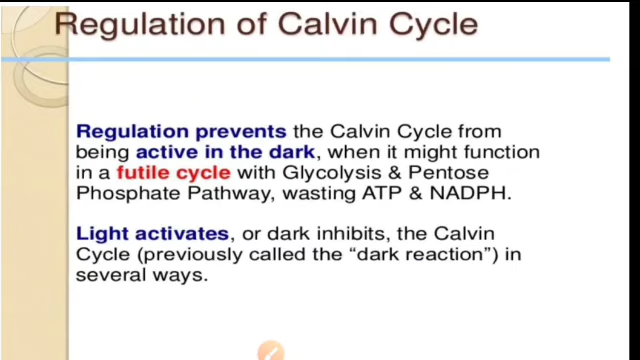 Regulation of Calvin Cycle
Regulation prevents the Calvin Cycle from
being active in the dark, when it might function
in a futile cycle with Glycolysis & Pentose
Phosphate Pathway, wasting ATP & NADPH.
Light activates, or dark inhibits, the Calvin
Cycle (previously called the “dark reaction”) in
several ways.